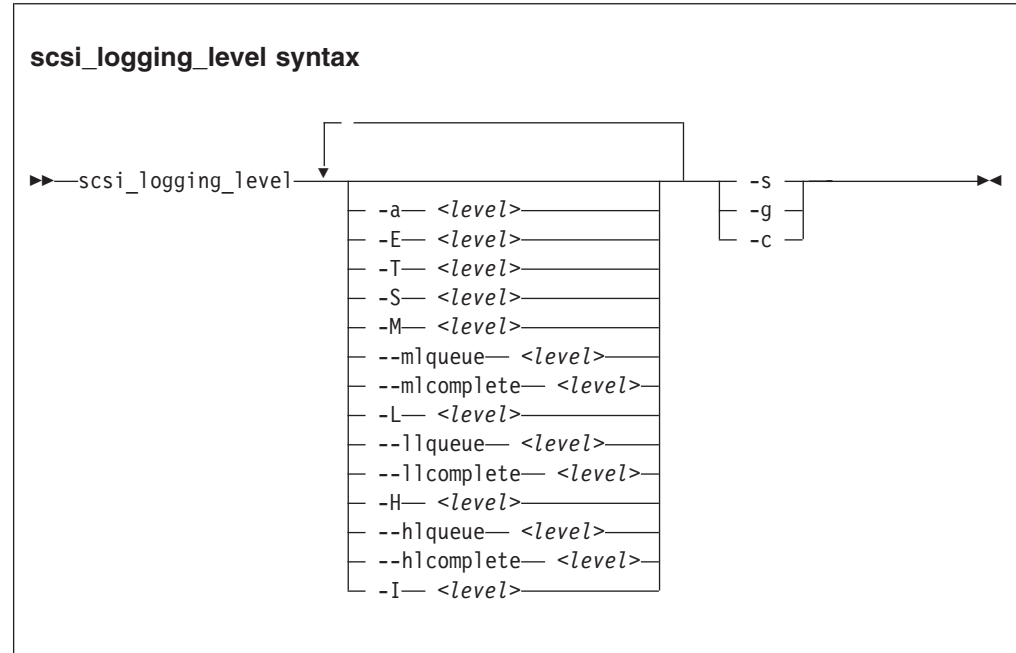 scsi_logging_level syntax
scsi_logging_level -s
-a <level> -g
-E <level> -c
-T <level>
-S <level>
-M <level>
--mlqueue <level>
--mlcomplete <level>
-L <level>
--llqueue <level>
--llcomplete <level>
-H <level>
--hlqueue <level>
--hlcomplete <level>
-I <level>